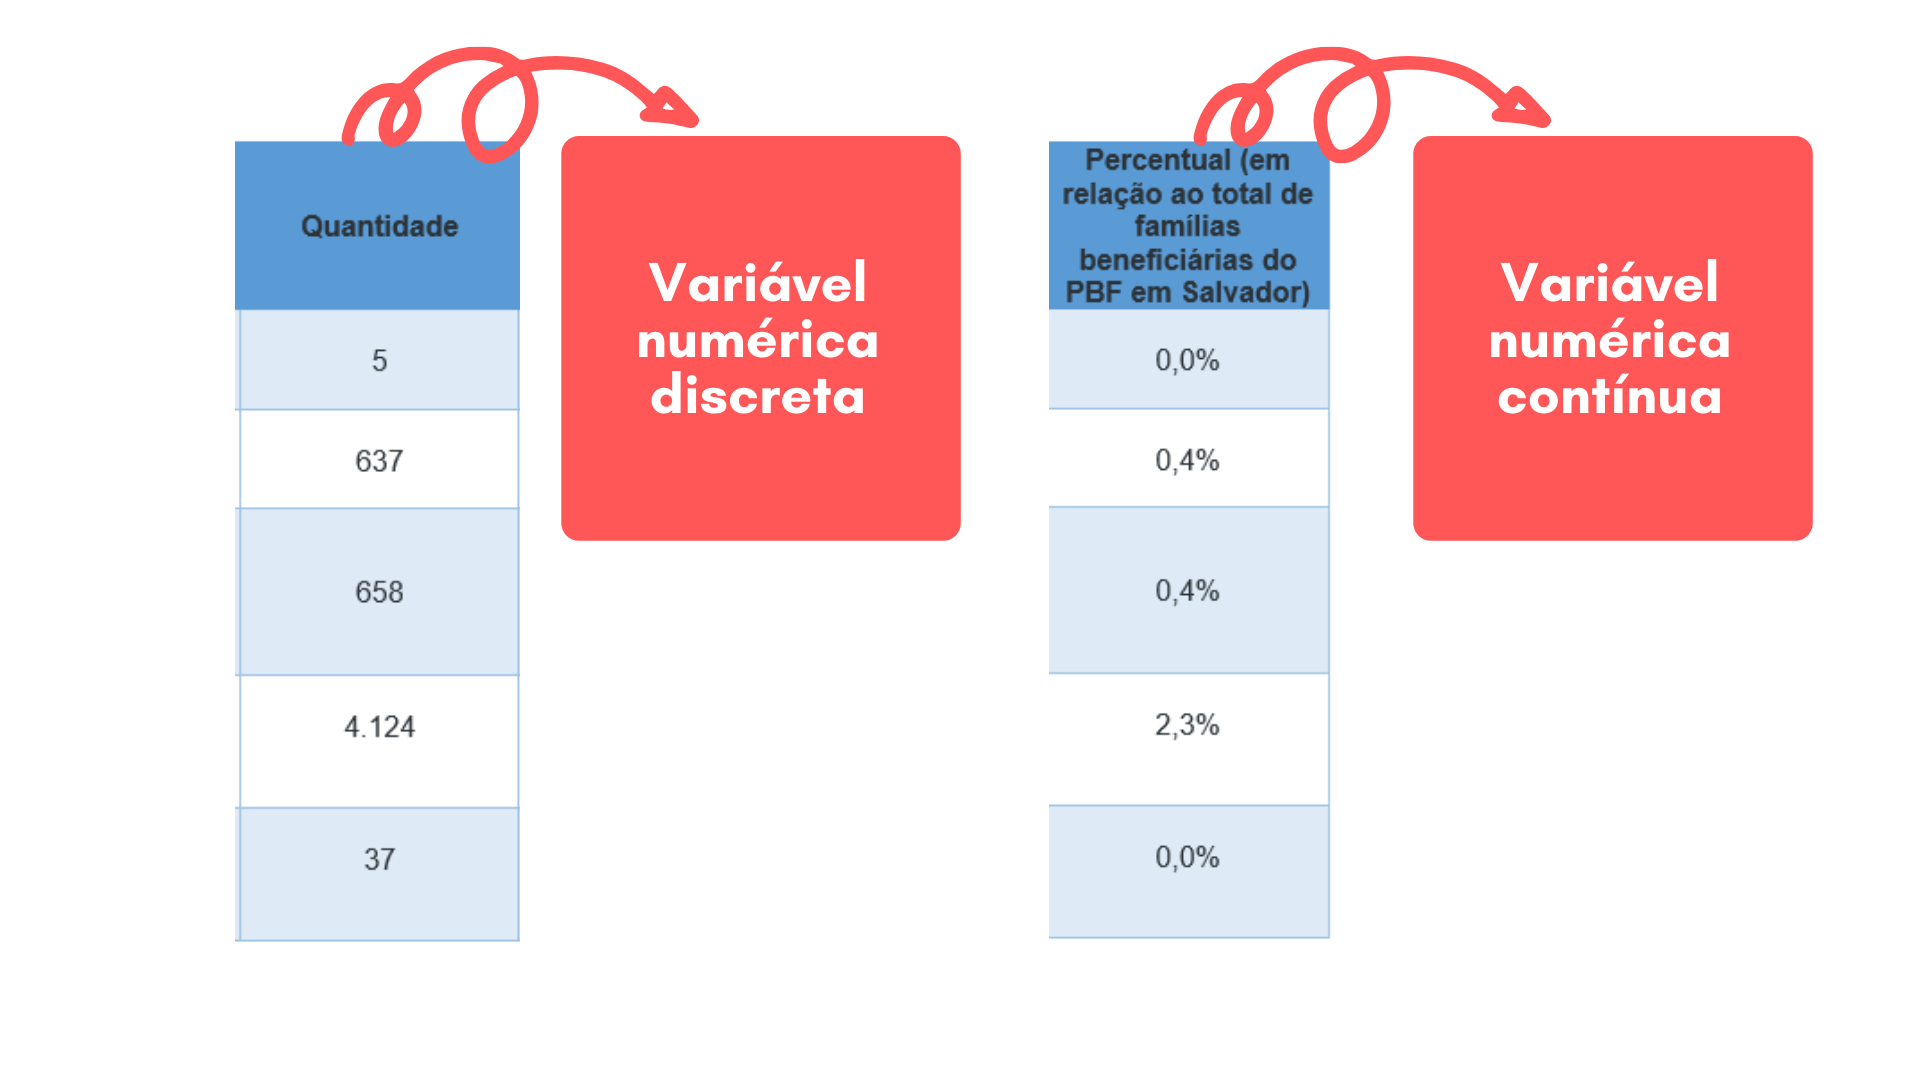 Quantidade
5
637
658
4.124
37
Variável
numérica
discreta
Percentual (em
relação ao total de
famílias
beneficiárias do
PBF em Salvador)
0,0%
0,4%
0,4%
2,3%
0,0%
Variável
numérica
contínua